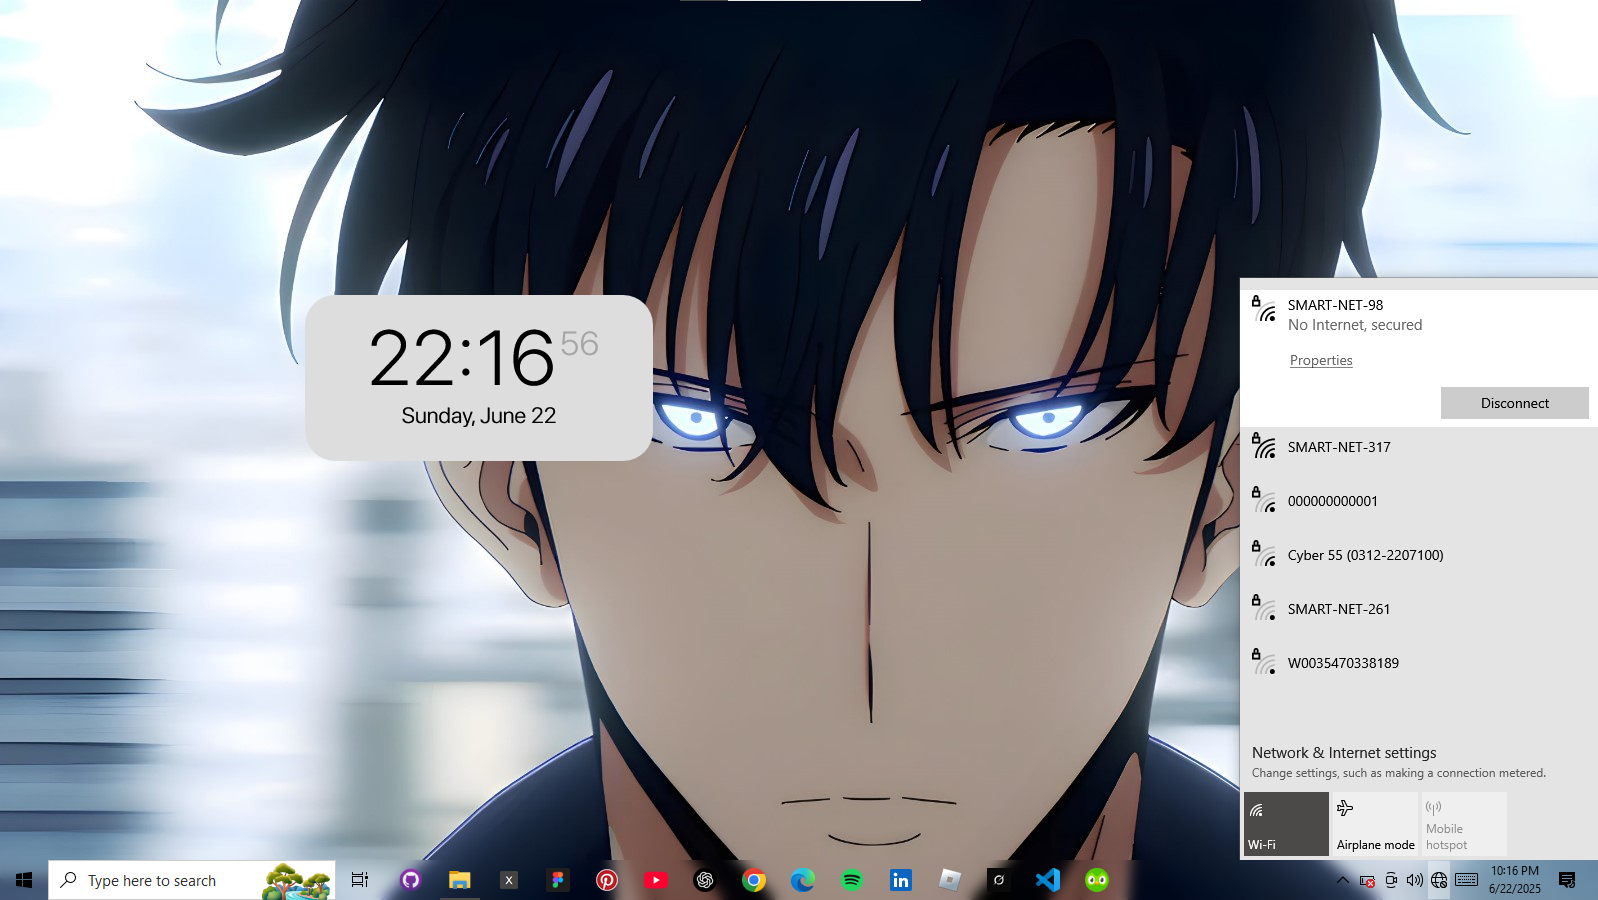 22:16 56
Sunday, June 22
SMART-NET-98
No Internet, secured
Properties
Disconnect
SMART-NET-317
000000000001
Cyber 55 (0312-2207100)
SMART-NET-261
W0035470338189
Network & Internet settings
Change settings, such as making a connection metered.
Wi-Fi
Airplane mode
Mobile
hotspot
Type here to search
10:16 PM
6/22/2025